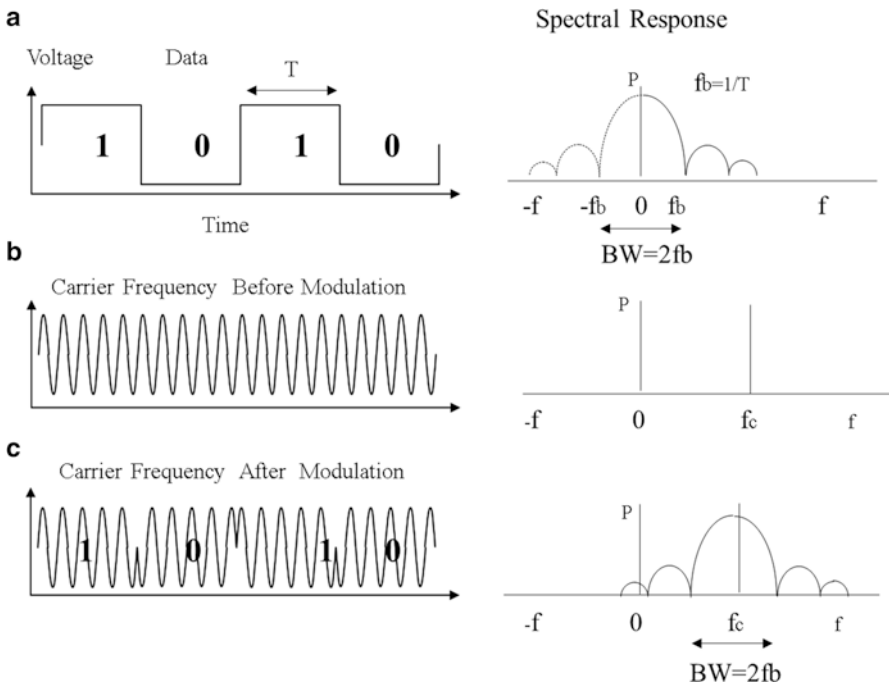 a
Spectral Response
Voltage Data T
P fb=1/T
1 0 1 0
-f -fb 0 fb f
Time
BW=2fb
b
Carrier Frequency Before Modulation
P
-f 0 fc f
c
Carrier Frequency After Modulation
P
1 0 1 0
-f 0 fc f
BW=2fb